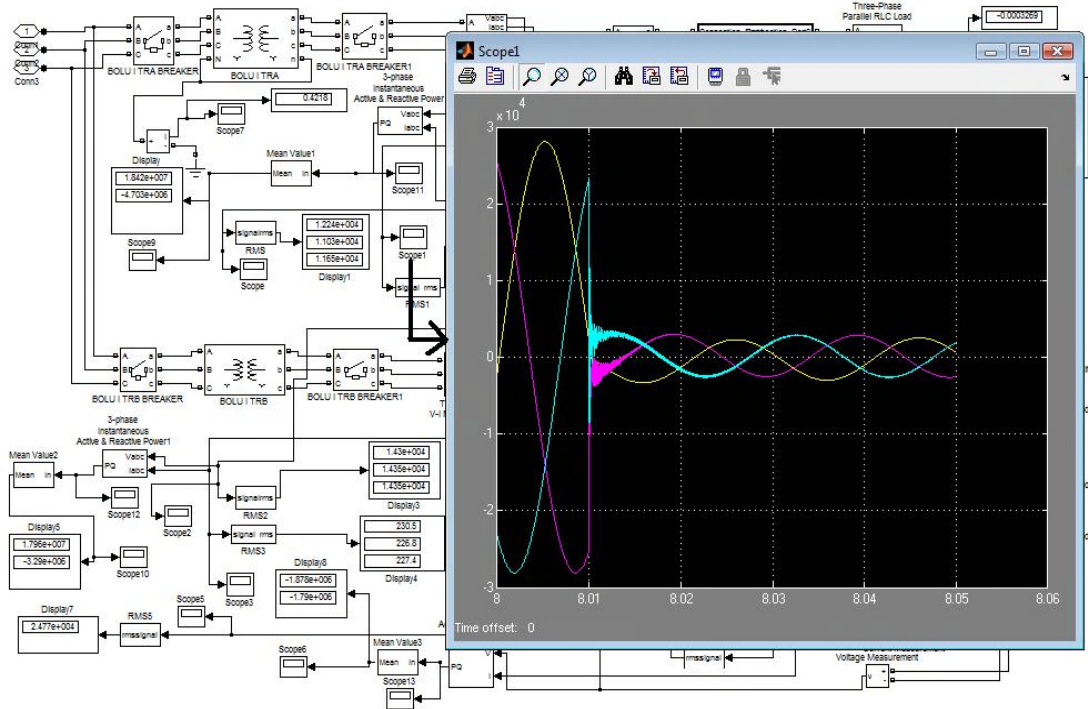 Three-Phase
Parallel RLC Load
-0.0003269
1
Conn1
2
Conn2
3
Conn3
A
B
C
a
b
c
BOLU I TRA BREAKER
A
B
C
N
a
b
c
n
BOLU I TRA
A
B
C
a
b
c
BOLU I TRA BREAKER1
A
Vabc
Iabc
3-phase
Instantaneous
Active & Reactive Power
Vabc
Iabc
PQ
0.4218
Scope7
+
-
i
Display
1.842e+007
-4.703e+006
Mean Value1
Mean
In
Scope11
Scope9
signalrms
RMS
Scope
1.224e+004
1.103e+004
1.165e+004
Display1
Scope1
signal rms
RMS1
A
B
C
a
b
c
BOLU I TRB BREAKER
A
B
C
a
b
c
BOLU I TRB
A
B
C
a
b
c
BOLU I TRB BREAKER1
3-phase
Instantaneous
Active & Reactive Power1
Vabc
Iabc
PQ
Mean Value2
Mean
In
Scope12
Scope2
signalrms
RMS2
1.43e+004
1.435e+004
1.435e+004
Display3
signal rms
RMS3
230.5
226.8
227.4
Display4
Display5
1.796e+007
-3.29e+006
Scope10
Scope3
Display8
-1.878e+006
-1.79e+006
Display7
2.477e+004
RMS5
rmssignal
Scope5
Scope6
Mean Value3
Mean
In
Scope13
PQ
V
I
rmssignal
Voltage Measurement
v
+
-
Scope1
x 10^4
3
2
1
0
-1
-2
-3
8
8.01
8.02
8.03
8.04
8.05
8.06
Time offset: 0